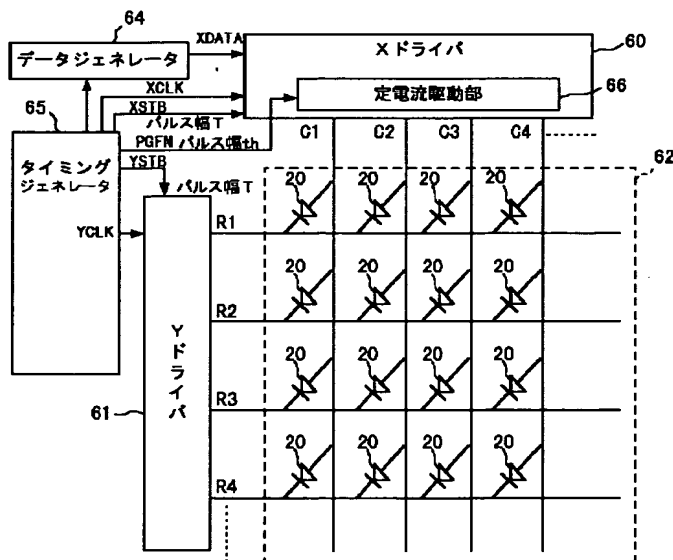 64
データジェネレータ
XDATA
Xドライバ
60
XCLK
XSTB
パルス幅T
定電流駆動部
66
65
PGFN パルス幅th
YSTB
パルス幅T
タイミング
ジェネレータ
YCLK
C1 C2 C3 C4
62
20 20 20 20
R1
20 20 20 20
R2
Yドライバ
61
20 20 20 20
R3
20 20 20 20
R4